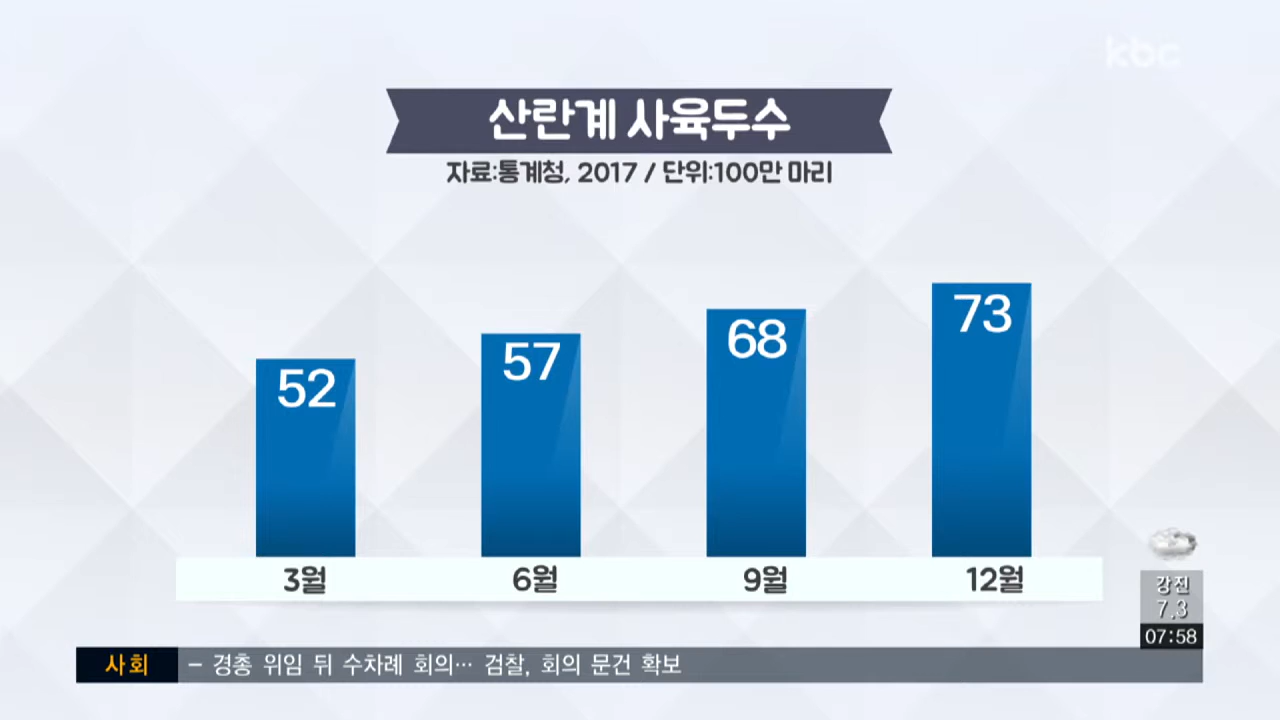 kbc
산란계 사육두수
자료:통계청, 2017 / 단위:100만 마리
52
57
68
73
3월
6월
9월
12월
강진
7.3
07:58
사회
- 경총 위임 뒤 수차례 회의… 검찰, 회의 문건 확보